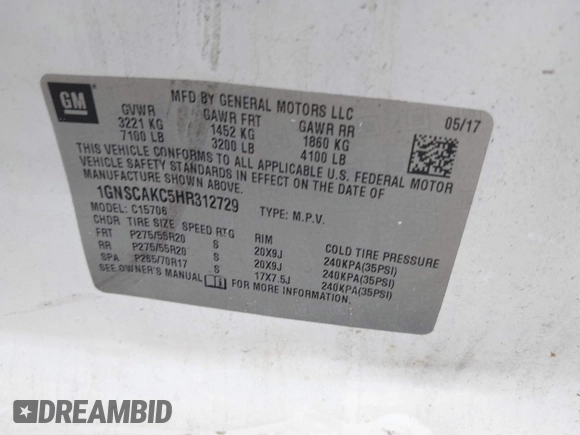 GM
MFD BY GENERAL MOTORS LLC
05/17
GVWR GAWR FRT GAWR RR
3221 KG 1452 KG 1860 KG
7100 LB 3200 LB 4100 LB
THIS VEHICLE CONFORMS TO ALL APPLICABLE U.S. FEDERAL MOTOR
VEHICLE SAFETY STANDARDS IN EFFECT ON THE DATE OF
MANUFACTURE SHOWN ABOVE.
1GNSCAKC5HR312729 TYPE: M.P.V.
MODEL: C15706
CHDR TIRE SIZE SPEED RTG RIM COLD TIRE PRESSURE
FRT P275/55R20 S 20X9J 240KPA(35PSI)
RR P275/55R20 S 20X9J 240KPA(35PSI)
SPA P265/70R17 S 17X7.5J 240KPA(35PSI)
SEE OWNER'S MANUAL FOR MORE INFORMATION.
DREAMBID